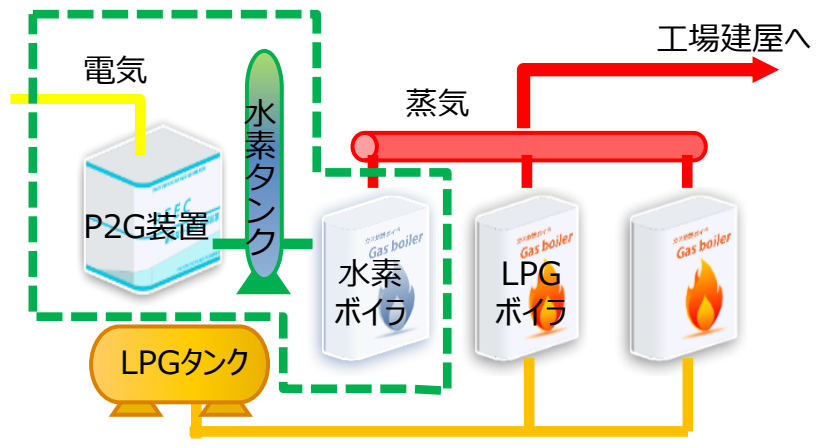 工場建屋へ
電気
蒸気
水素タンク
P2G装置
Gas boiler
水素
ボイラ
Gas boiler
LPG
ボイラ
Gas boiler
LPGタンク